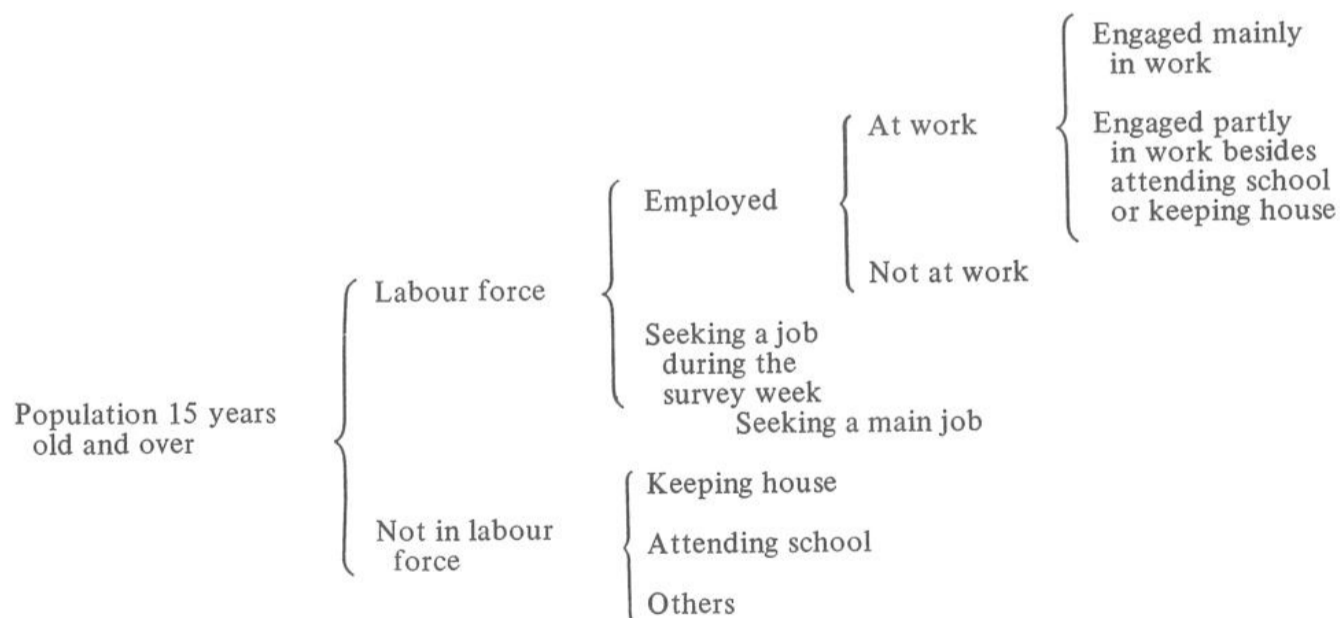 Engaged mainly
in work
At work
Engaged partly
in work besides
attending school
or keeping house
Employed
Not at work
Labour force
Seeking a job
during the
survey week
Seeking a main job
Population 15 years
old and over
Keeping house
Not in labour
force
Attending school
Others